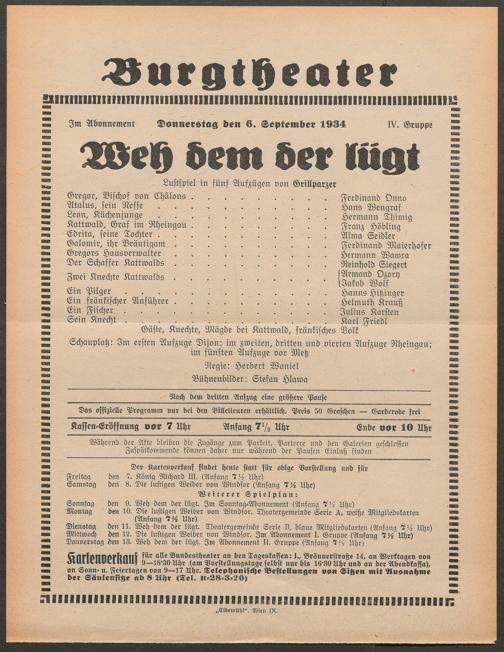 Burgtheater
Im Abonnement Donnerstag den 6. September 1934 IV. Gruppe
Weh dem der lügt
Lustspiel in fünf Aufzügen von Grillparzer
Gregor, Bischof von Châlons . . . . . . . . . . Ferdinand Onno
Atalus, sein Neffe . . . . . . . . . . Hans Wengraf
Leon, Küchenjunge . . . . . . . . . . Hermann Thimig
Kattwald, Graf im Rheingau . . . . . . . . . . Franz Höbling
Edrita, seine Tochter . . . . . . . . . . Alma Seidler
Galomir, ihr Bräutigam . . . . . . . . . . Ferdinand Maierhofer
Gregors Hausverwalter . . . . . . . . . . Hermann Wawra
Der Schaffer Kattwalds . . . . . . . . . . Reinhold Siegert
Zwei Knechte Kattwalds . . . . . . . . . . Armand Ozory
Jakob Wolf
Ein Pilger . . . . . . . . . . Hanns Hitzinger
Ein fränkischer Anführer . . . . . . . . . . Helmuth Krauß
Ein Fischer . . . . . . . . . . Julius Karsten
Sein Knecht . . . . . . . . . . Karl Friedl
Gäste, Knechte, Mägde bei Kattwald, fränkisches Volk
Schauplatz: Im ersten Aufzuge Dijon; im zweiten, dritten und vierten Aufzuge Rheingau;
im fünften Aufzuge vor Metz
Regie: Herbert Waniek
Bühnenbilder: Stefan Hlawa
Nach dem dritten Aufzug eine größere Pause
Das offizielle Programm nur bei den Billetteuren erhältlich. Preis 50 Groschen — Garderobe frei
Kassen-Eröffnung vor 7 Uhr Anfang 7½ Uhr Ende vor 10 Uhr
Während der Akte bleiben die Zugänge zum Parkett, Parterre und den Galerien geschlossen
Zuspätkommende können daher nur während der Pausen Einlaß finden
Der Kartenverkauf findet heute statt für obige Vorstellung und für
Freitag den 7. König Richard III. (Anfang 7½ Uhr)
Samstag den 8. Die lustigen Weiber von Windsor (Anfang 7½ Uhr)
Weiterer Spielplan:
Sonntag den 9. Weh dem der lügt. Im Sonntag-Abonnement (Anfang 7½ Uhr)
Montag den 10. Die lustigen Weiber von Windsor. Theatergemeinde Serie A, weiße Mitgliedskarten
(Anfang 7½ Uhr)
Dienstag den 11. Weh dem der lügt. Theatergemeinde Serie B, blaue Mitgliedskarten (Anfang 7½ Uhr)
Mittwoch den 12. Die lustigen Weiber von Windsor. Im Abonnement I. Gruppe (Anfang 7½ Uhr)
Donnerstag den 13. Weh dem der lügt. Im Abonnement II. Gruppe (Anfang 7½ Uhr)
Kartenverkauf für alle Bundestheater an den Tageskassen: I., Bräunerstraße 14, an Werktagen von
9—18·30 Uhr (am Vorstellungstage selbst nur bis 16·30 Uhr und an der Abendkassa),
an Sonn- u. Feiertagen von 9—17 Uhr. Telephonische Bestellungen von Sitzen mit Ausnahme
der Säulensitze ab 8 Uhr (Tel. R-28-3-20)
„Elbemühl“, Wien IX.